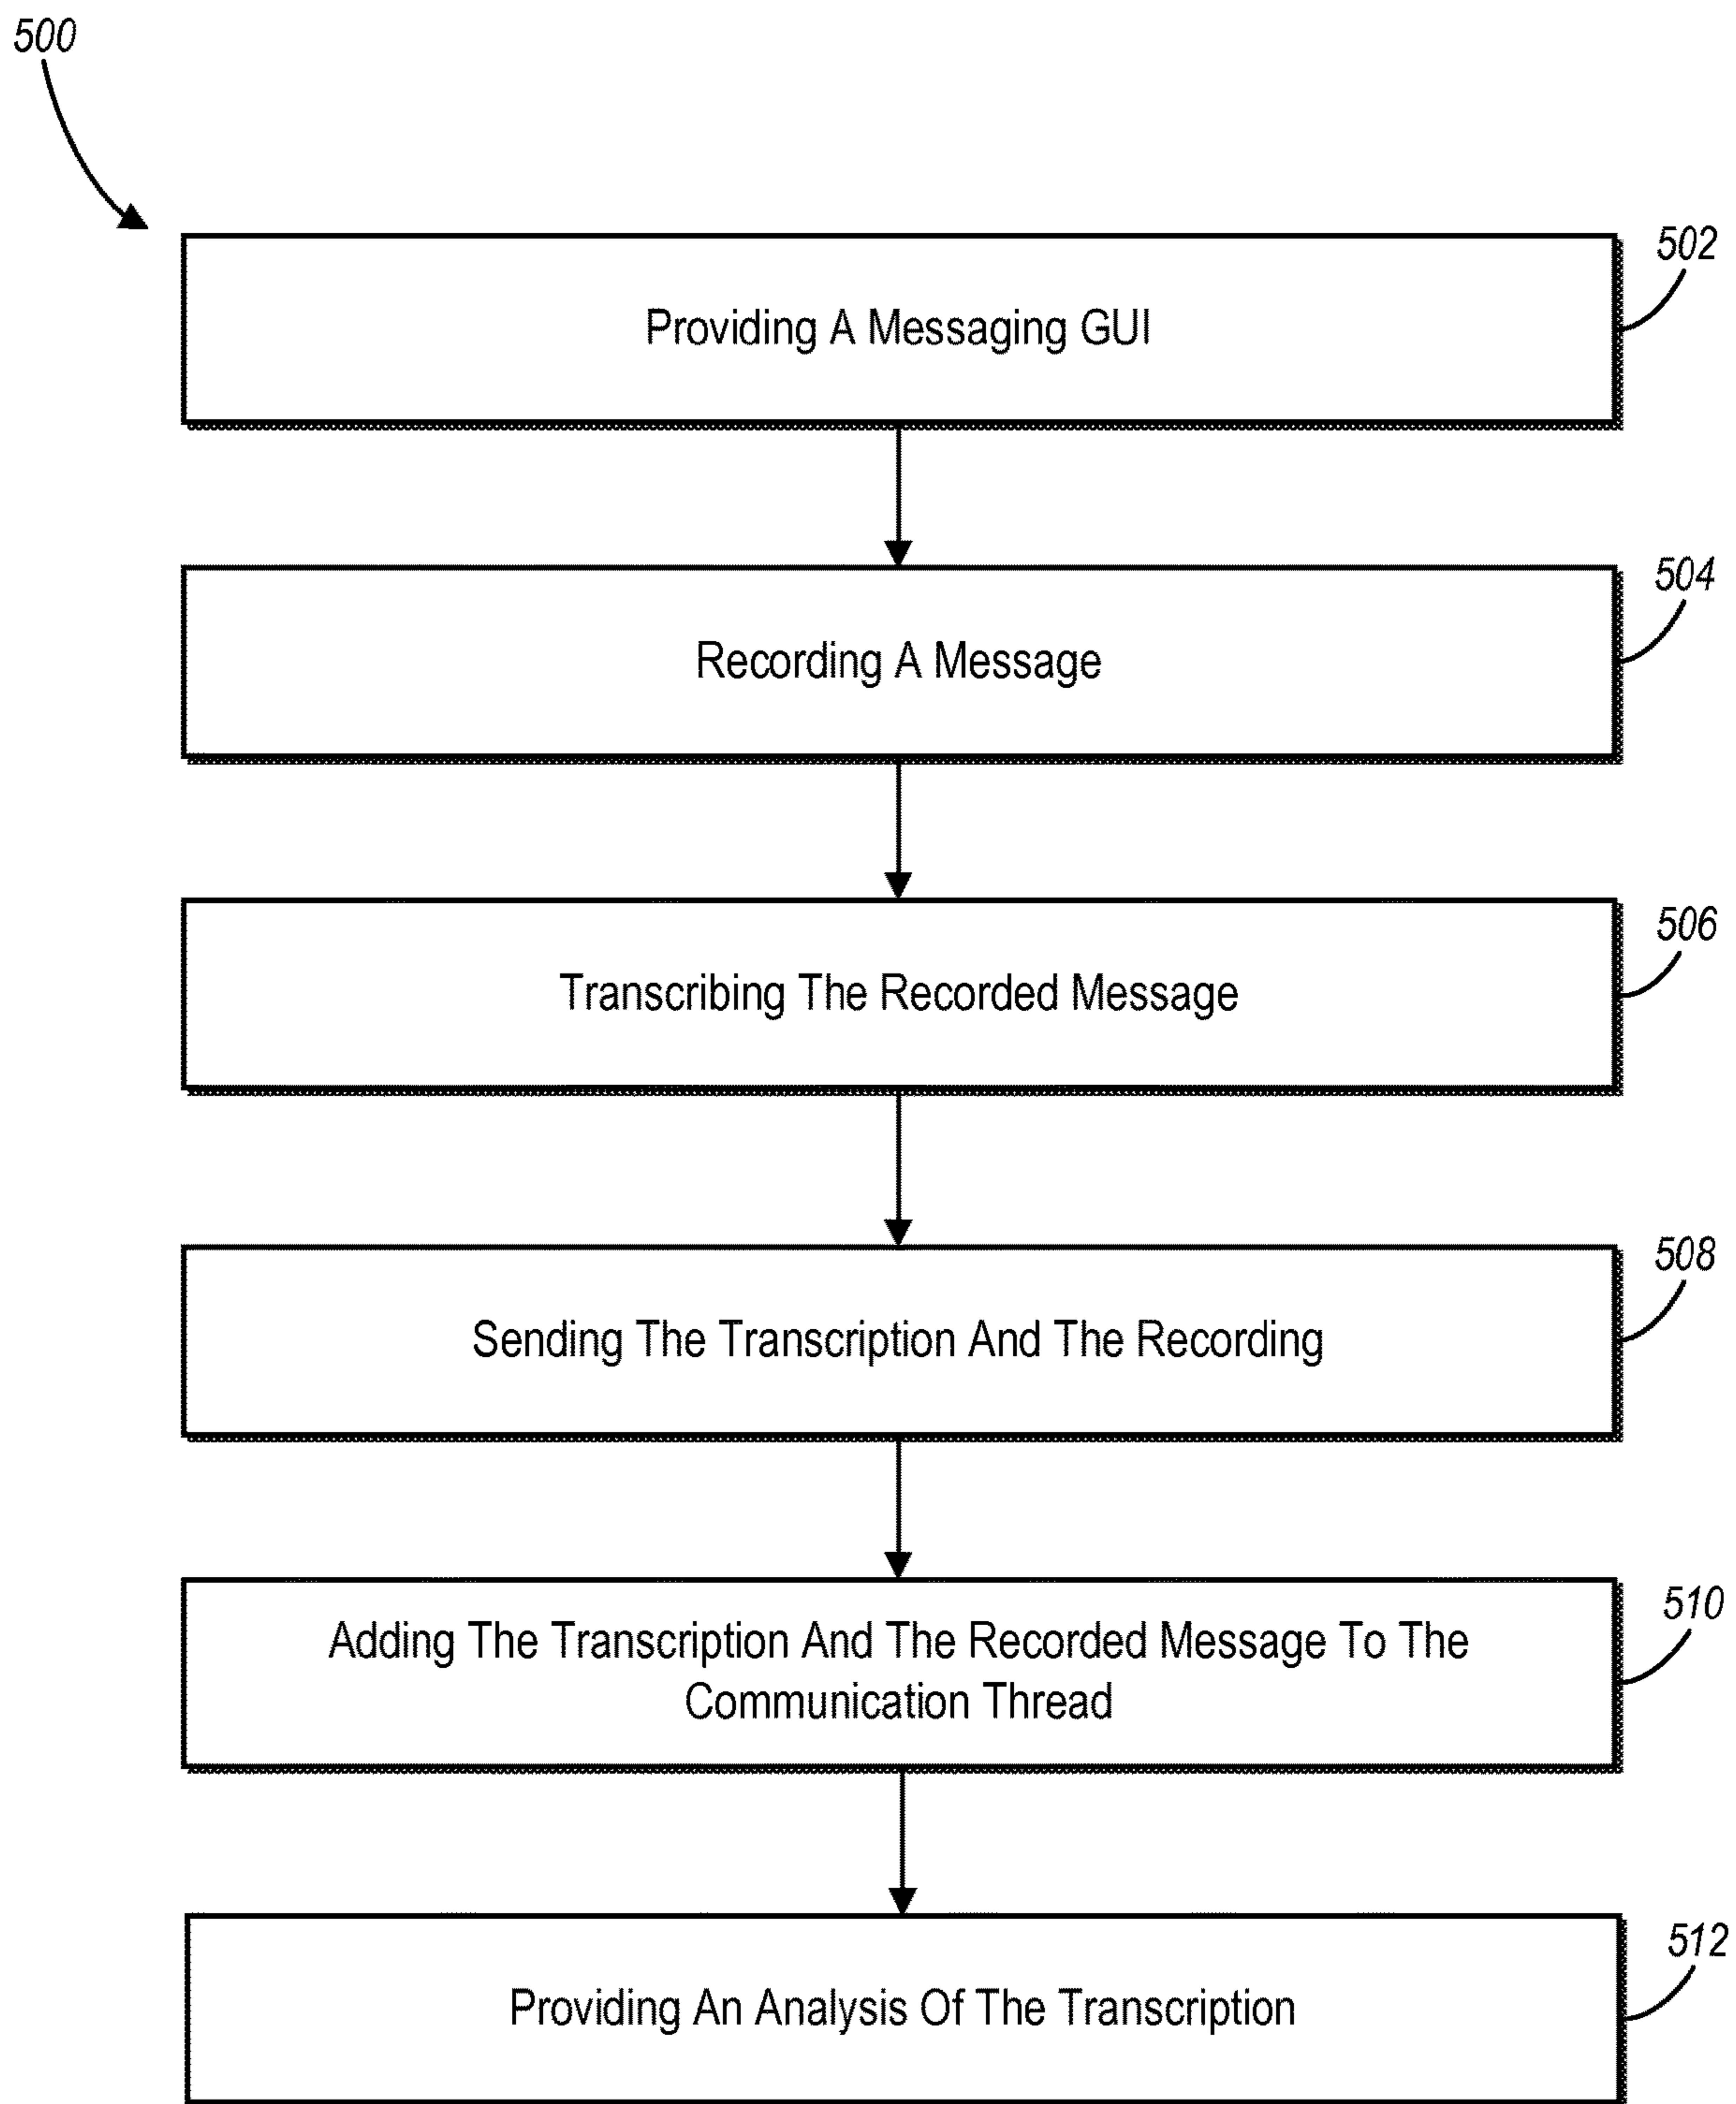 500
502
Providing A Messaging GUI
504
Recording A Message
506
Transcribing The Recorded Message
508
Sending The Transcription And The Recording
510
Adding The Transcription And The Recorded Message To The
Communication Thread
512
Providing An Analysis Of The Transcription